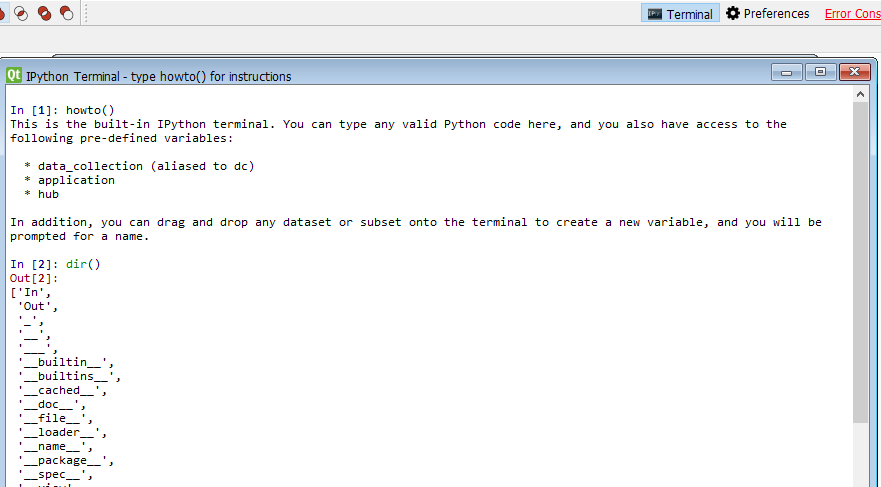 Terminal Preferences Error Cons
Qt IPython Terminal - type howto() for instructions
In [1]: howto()
This is the built-in IPython terminal. You can type any valid Python code here, and you also have access to the
following pre-defined variables:
* data_collection (aliased to dc)
* application
* hub
In addition, you can drag and drop any dataset or subset onto the terminal to create a new variable, and you will be
prompted for a name.
In [2]: dir()
Out[2]:
['In',
'Out',
'_',
'__',
'___',
'__builtin__',
'__builtins__',
'__cached__',
'__doc__',
'__file__',
'__loader__',
'__name__',
'__package__',
'__spec__',